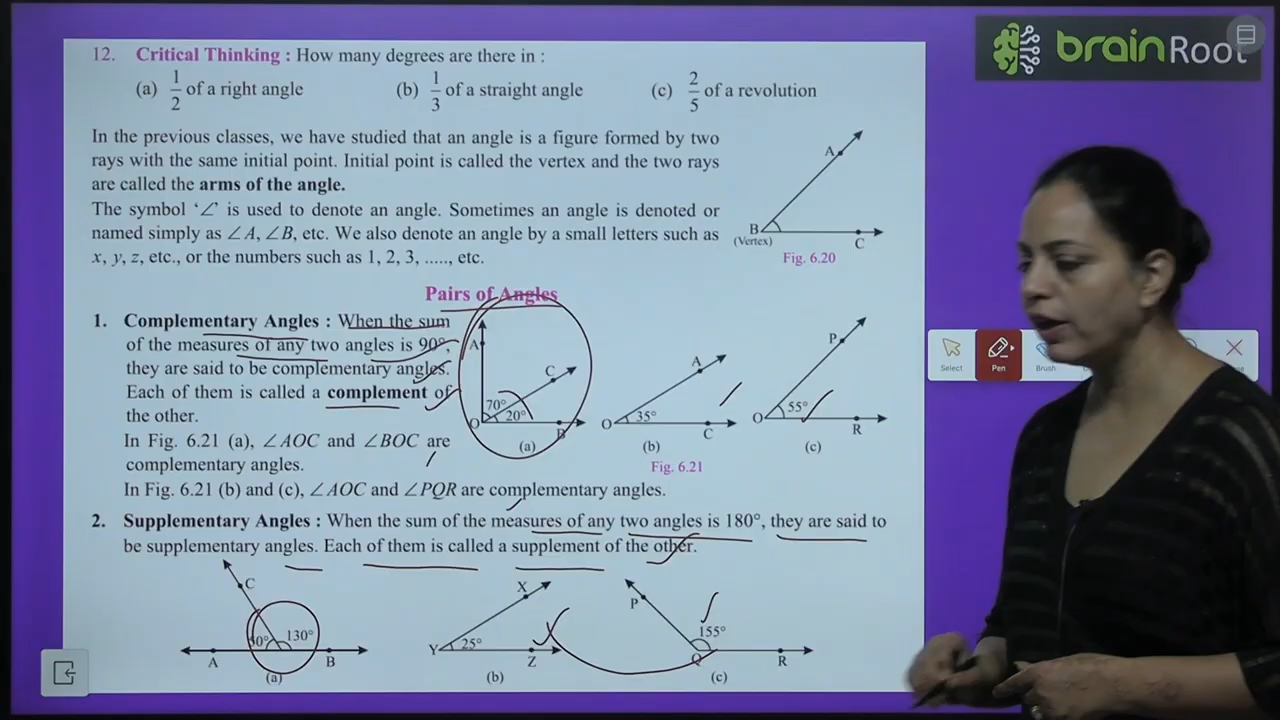 brainRoot
12. Critical Thinking : How many degrees are there in :
(a) 1/2 of a right angle (b) 1/3 of a straight angle (c) 2/5 of a revolution
In the previous classes, we have studied that an angle is a figure formed by two
rays with the same initial point. Initial point is called the vertex and the two rays
are called the arms of the angle.
The symbol ‘∠’ is used to denote an angle. Sometimes an angle is denoted or
named simply as ∠A, ∠B, etc. We also denote an angle by a small letters such as
x, y, z, etc., or the numbers such as 1, 2, 3, ....., etc.
A
B
(Vertex)
C
Fig. 6.20
Pairs of Angles
1. Complementary Angles : When the sum
of the measures of any two angles is 90°,
they are said to be complementary angles.
Each of them is called a complement of
the other.
In Fig. 6.21 (a), ∠AOC and ∠BOC are
complementary angles.
In Fig. 6.21 (b) and (c), ∠AOC and ∠PQR are complementary angles.
A
C
70°
20°
O
B
(a)
A
O
35°
C
(b)
P
O
55°
R
(c)
Fig. 6.21
Select
Pen
Brush
2. Supplementary Angles : When the sum of the measures of any two angles is 180°, they are said to
be supplementary angles. Each of them is called a supplement of the other.
C
130°
A
B
(a)
X
Y
25°
Z
(b)
P
155°
Q
R
(c)